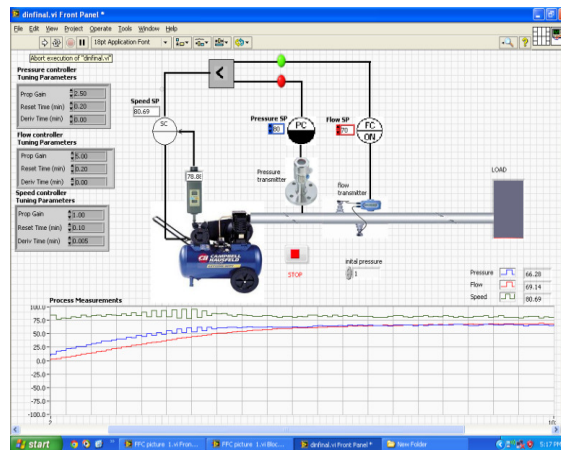 dinfinal.vi Front Panel *
File Edit View Project Operate Tools Window Help
18pt Application Font
Abort execution of "dinfinal.vi"
Pressure controller
Tuning Parameters
Prop Gain 2.50
Reset Time (min) 0.20
Deriv Time (min) 0.00
Flow controller
Tuning Parameters
Prop Gain 5.00
Reset Time (min) 0.20
Deriv Time (min) 0.00
Speed controller
Tuning Parameters
Prop Gain 1.00
Reset Time (min) 0.10
Deriv Time (min) 0.005
<
Speed SP
80.69
SC
Pressure SP
80
PC
Flow SP
70
FC
ON
78.88
Pressure
transmitter
flow
transmitter
LOAD
CAMPBELL
HAUSFELD
STOP
inital pressure
1
Pressure 66.28
Flow 69.14
Speed 80.69
Process Measurements
100.0
75.0
50.0
25.0
0.0
-25.0
-50.0
-75.0
-100.0
2
start
FPC picture 1.vi Fron...
FPC picture 1.vi Bloc...
dinfinal.vi Front Panel *
New Folder
5:17 PM